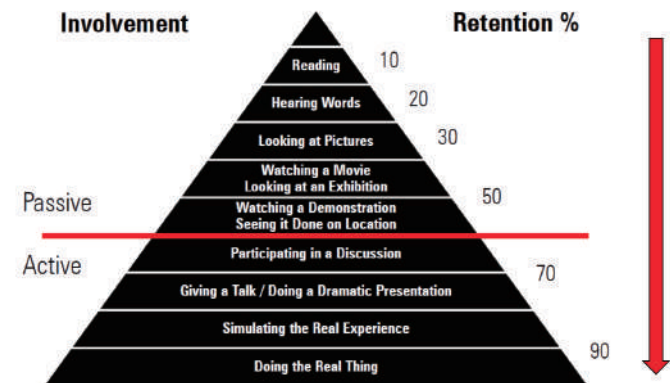 Involvement
Retention %
Reading
10
Hearing Words
20
Looking at Pictures
30
Watching a Movie
Looking at an Exhibition
50
Passive
Watching a Demonstration
Seeing it Done on Location
Active
Participating in a Discussion
70
Giving a Talk / Doing a Dramatic Presentation
Simulating the Real Experience
90
Doing the Real Thing